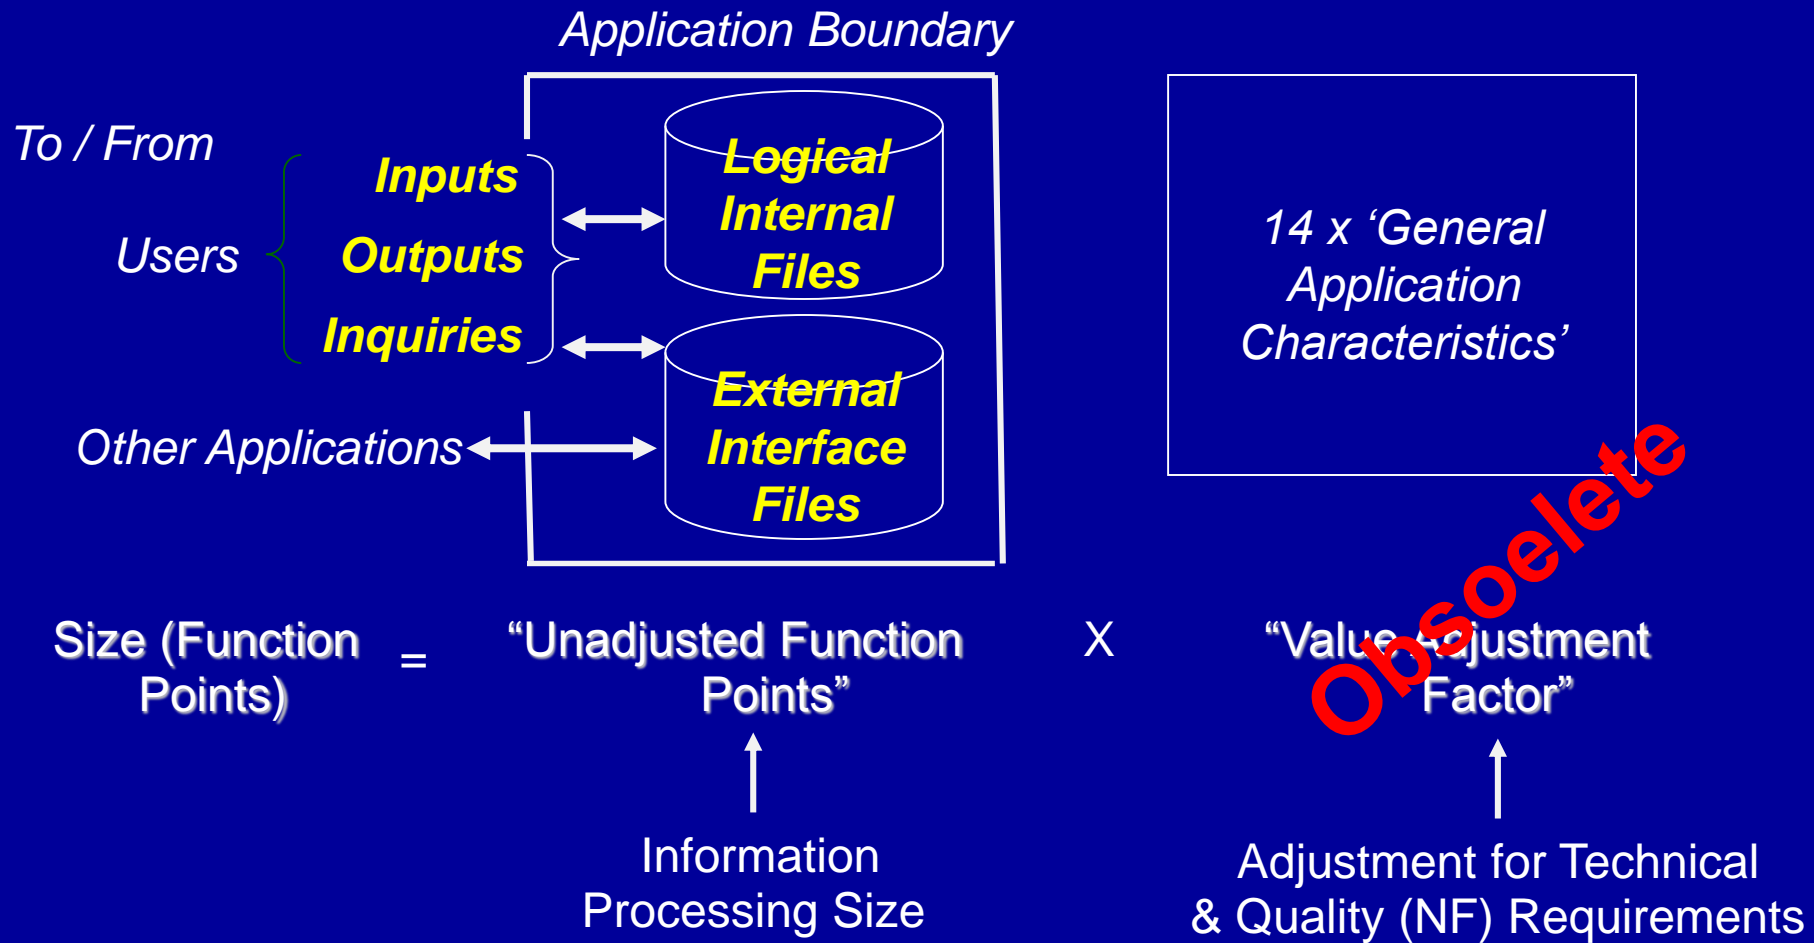 Application Boundary
To / From
Users
Inputs
Outputs
Inquiries
Other Applications
Logical
Internal
Files
External
Interface
Files
14 x ‘General
Application
Characteristics’
Obsoelete
Size (Function
Points)
=
“Unadjusted Function
Points”
X
“Value Adjustment
Factor”
Information
Processing Size
Adjustment for Technical
& Quality (NF) Requirements